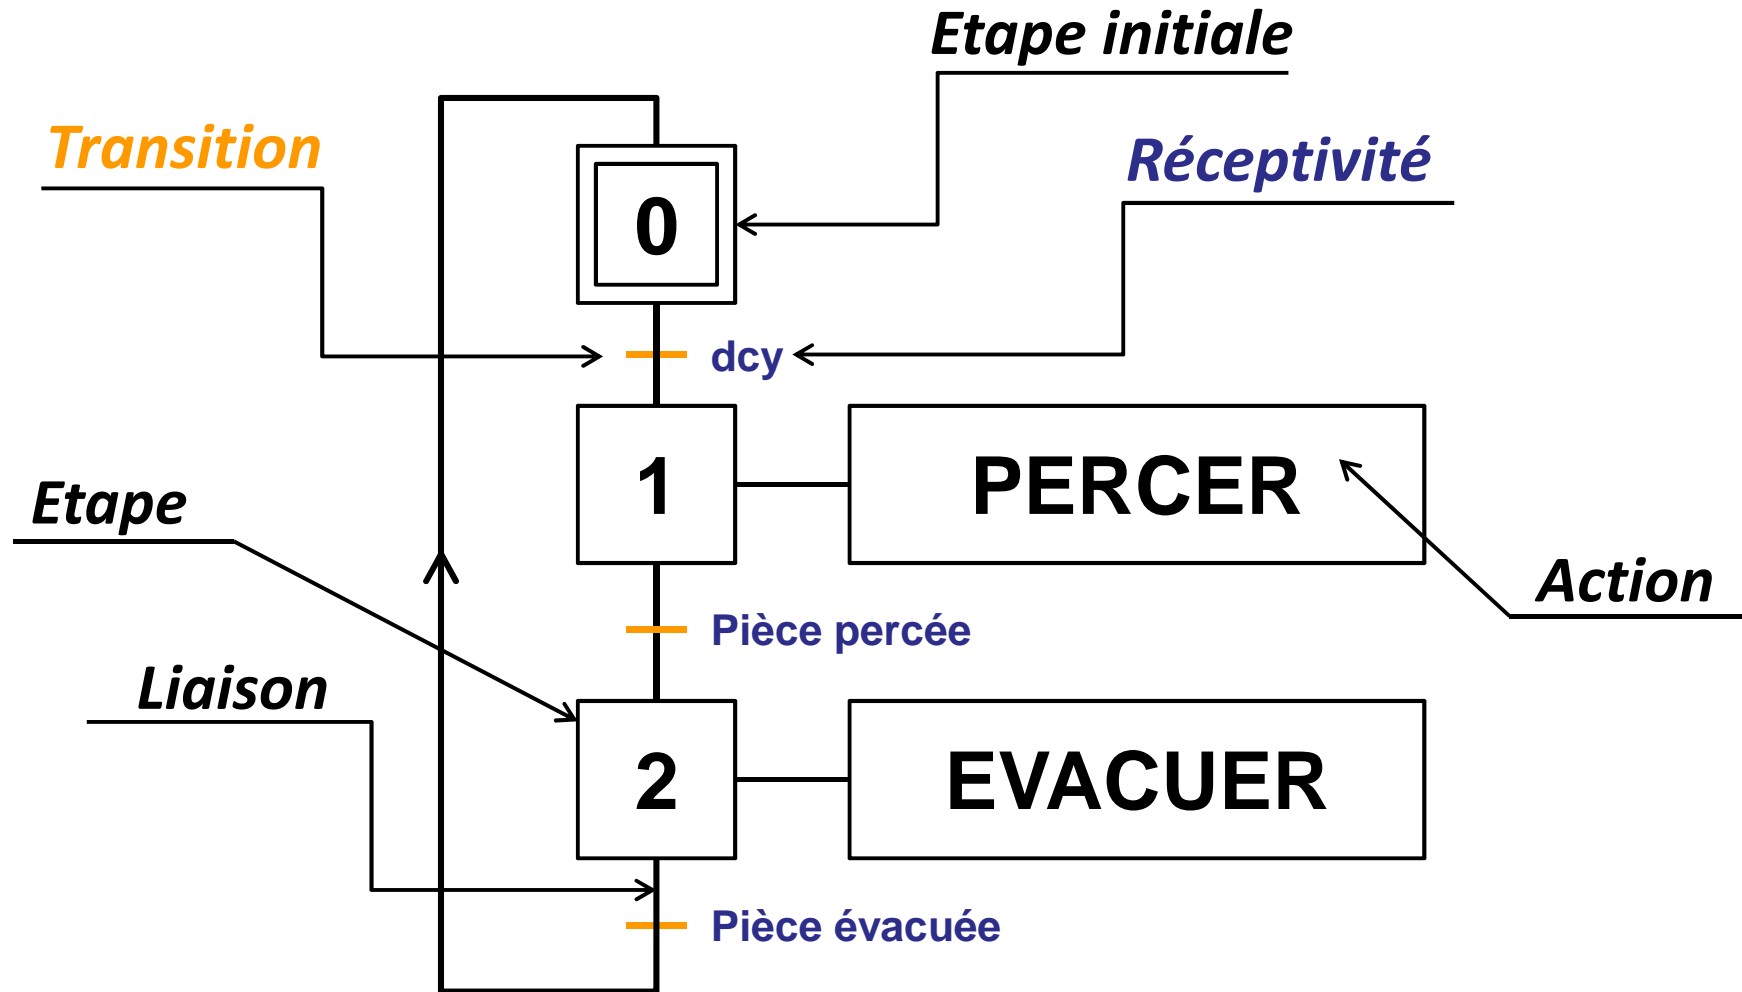 Etape initiale
Transition
Réceptivité
0
dcy
1
PERCER
Etape
Action
Pièce percée
Liaison
2
EVACUER
Pièce évacuée